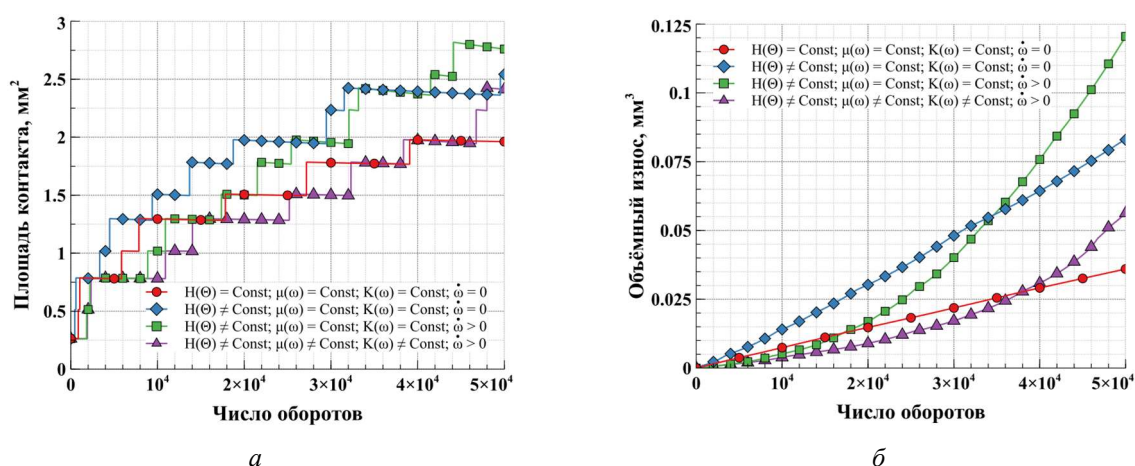 Площадь контакта, мм²
3
2.5
2
1.5
1
0.5
0
H(Θ) = Const; μ(ω) = Const; K(ω) = Const; ω̇ = 0
H(Θ) ≠ Const; μ(ω) = Const; K(ω) = Const; ω̇ = 0
H(Θ) ≠ Const; μ(ω) = Const; K(ω) = Const; ω̇ > 0
H(Θ) ≠ Const; μ(ω) ≠ Const; K(ω) ≠ Const; ω̇ > 0
0 10⁴ 2×10⁴ 3×10⁴ 4×10⁴ 5×10⁴
Число оборотов
а
Объёмный износ, мм³
0.125
0.1
0.075
0.05
0.025
0
H(Θ) = Const; μ(ω) = Const; K(ω) = Const; ω̇ = 0
H(Θ) ≠ Const; μ(ω) = Const; K(ω) = Const; ω̇ = 0
H(Θ) ≠ Const; μ(ω) = Const; K(ω) = Const; ω̇ > 0
H(Θ) ≠ Const; μ(ω) ≠ Const; K(ω) ≠ Const; ω̇ > 0
0 10⁴ 2×10⁴ 3×10⁴ 4×10⁴ 5×10⁴
Число оборотов
б